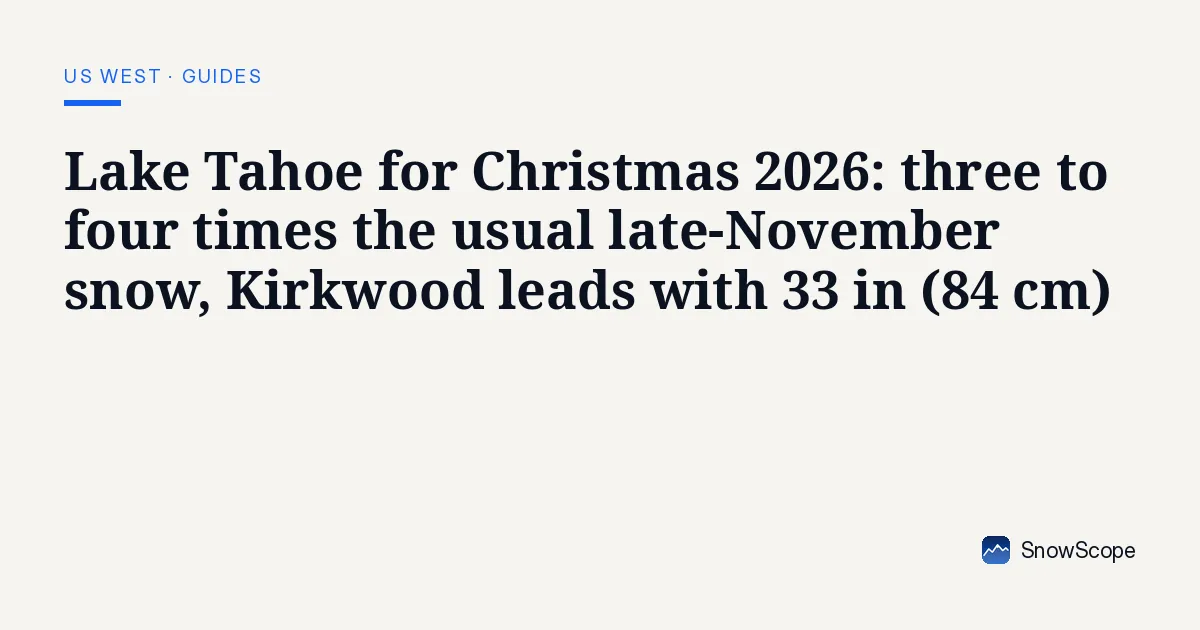 US WEST · GUIDES
Lake Tahoe for Christmas 2026: three to
four times the usual late-November
snow, Kirkwood leads with 33 in (84 cm)
SnowScope